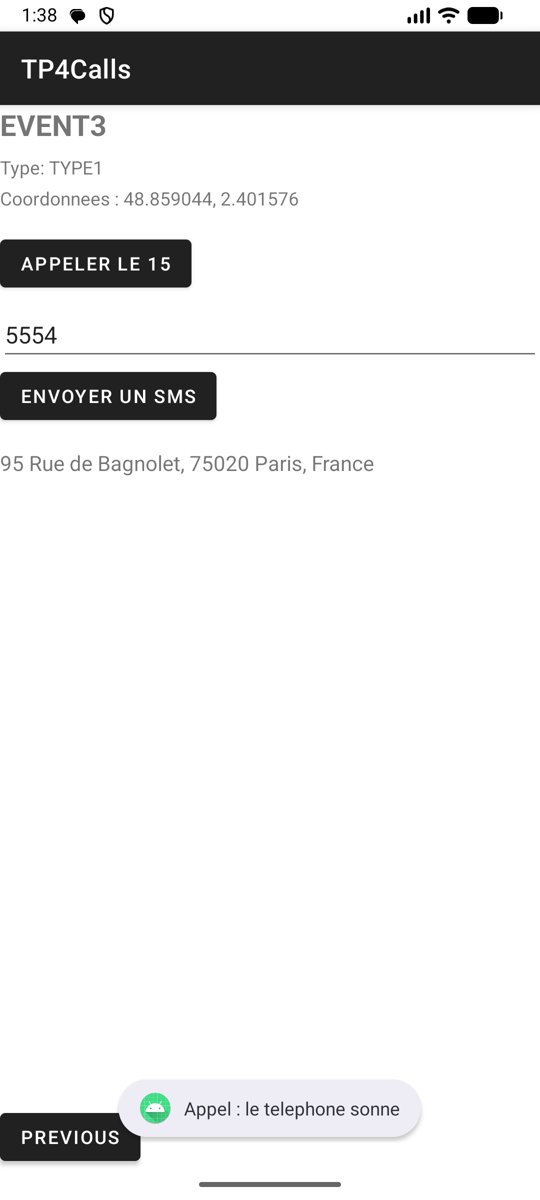 1:38
TP4Calls
EVENT3
Type: TYPE1
Coordonnees : 48.859044, 2.401576
APPELER LE 15
5554
ENVOYER UN SMS
95 Rue de Bagnolet, 75020 Paris, France
Appel : le telephone sonne
PREVIOUS